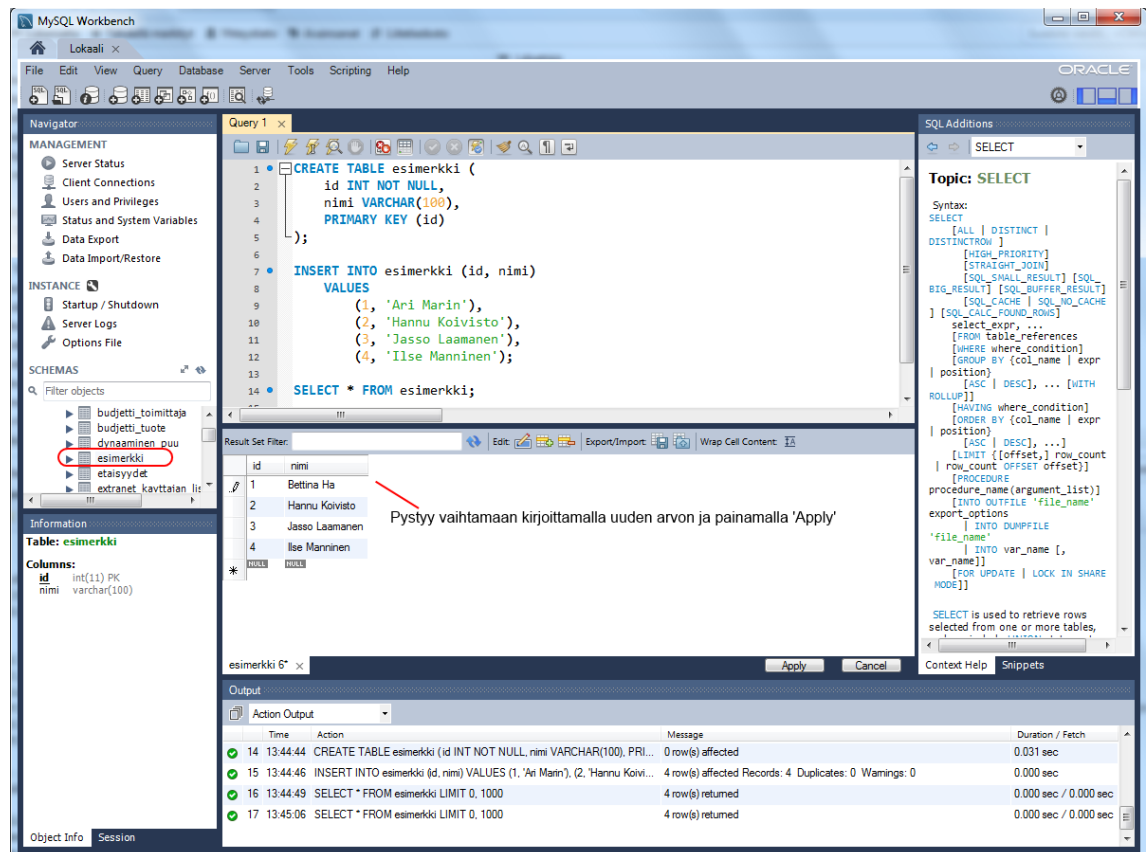 MySQL Workbench
Lokaali
File Edit View Query Database Server Tools Scripting Help
ORACLE
Navigator
MANAGEMENT
Server Status
Client Connections
Users and Privileges
Status and System Variables
Data Export
Data Import/Restore
INSTANCE
Startup / Shutdown
Server Logs
Options File
SCHEMAS
Filter objects
budjetti_toimittaja
budjetti_tuote
dynaaminen_puu
esimerkki
etaisyydet
Information
Table: esimerkki
Columns:
id int(11) PK
nimi varchar(100)
Object Info Session
Query 1
1 CREATE TABLE esimerkki (
2 id INT NOT NULL,
3 nimi VARCHAR(100),
4 PRIMARY KEY (id)
5 );
6
7 INSERT INTO esimerkki (id, nimi)
8 VALUES
9 (1, 'Ari Marin'),
10 (2, 'Hannu Koivisto'),
11 (3, 'Jasso Laamanen'),
12 (4, 'Ilse Manninen');
13
14 SELECT * FROM esimerkki;
Result Set Filter: Edit: Export/Import: Wrap Cell Content:
id nimi
1 Bettina Ha
2 Hannu Koivisto
3 Jasso Laamanen
4 Ilse Manninen
NULL NULL
Pystyy vaihtamaan kirjoittamalla uuden arvon ja painamalla 'Apply'
esimerkki 6*
Apply Cancel
SQL Additions
SELECT
Topic: SELECT
Syntax:
SELECT
[ALL | DISTINCT |
DISTINCTROW ]
[HIGH_PRIORITY]
[STRAIGHT_JOIN]
[SQL_SMALL_RESULT] [SQL_
BIG_RESULT] [SQL_BUFFER_RESULT]
[SQL_CACHE | SQL_NO_CACHE
] [SQL_CALC_FOUND_ROWS]
select_expr, ...
[FROM table_references
[WHERE where_condition]
[GROUP BY {col_name | expr
| position}
[ASC | DESC], ... [WITH
ROLLUP]]
[HAVING where_condition]
[ORDER BY {col_name | expr
| position}
[ASC | DESC], ...]
[LIMIT {[offset,] row_count
| row_count OFFSET offset}]
[PROCEDURE
procedure_name(argument_list)]
[INTO OUTFILE 'file_name'
export_options
| INTO DUMPFILE
'file_name'
| INTO var_name [,
var_name]]
[FOR UPDATE | LOCK IN SHARE
MODE]]
SELECT is used to retrieve rows
selected from one or more tables,
Context Help Snippets
Output
Action Output
Time Action Message Duration / Fetch
14 13:44:44 CREATE TABLE esimerkki ( id INT NOT NULL, nimi VARCHAR(100), PRI... 0 row(s) affected 0.031 sec
15 13:44:46 INSERT INTO esimerkki (id, nimi) VALUES (1, 'Ari Marin'), (2, 'Hannu Koivi... 4 row(s) affected Records: 4 Duplicates: 0 Warnings: 0 0.000 sec
16 13:44:49 SELECT * FROM esimerkki LIMIT 0, 1000 4 row(s) returned 0.000 sec / 0.000 sec
17 13:45:06 SELECT * FROM esimerkki LIMIT 0, 1000 4 row(s) returned 0.000 sec / 0.000 sec